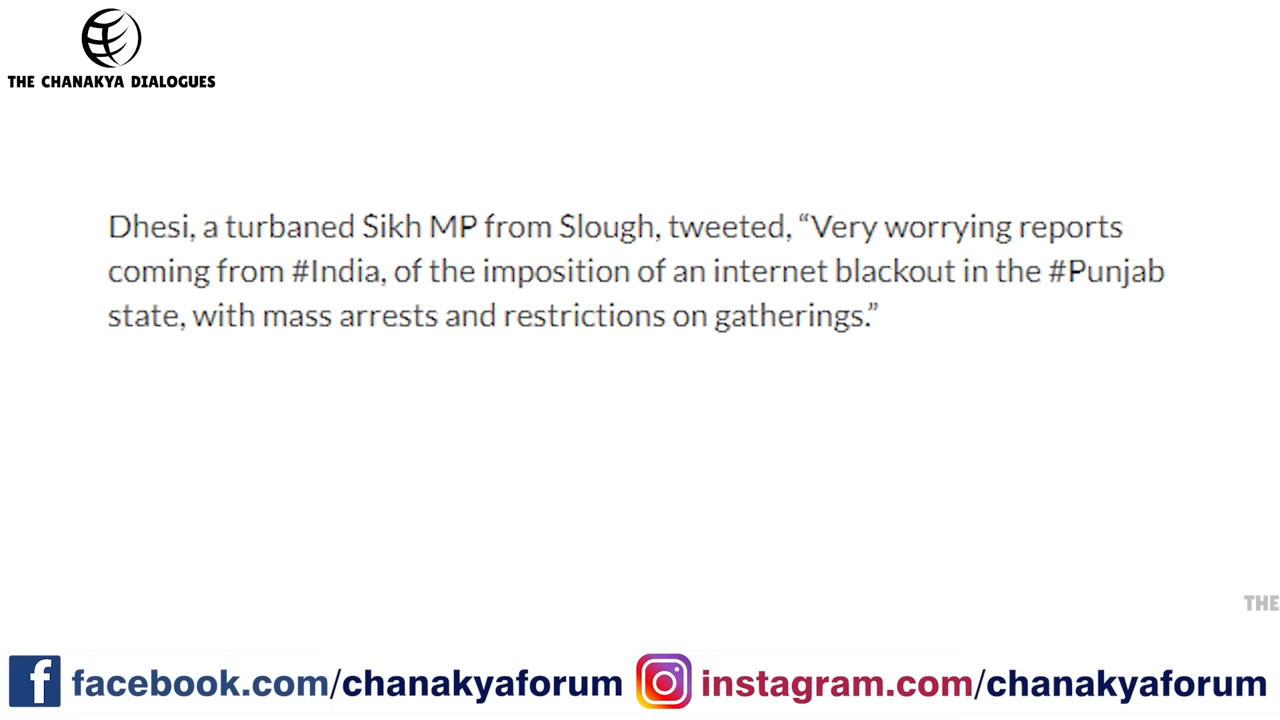 THE CHANAKYA DIALOGUES
Dhesi, a turbaned Sikh MP from Slough, tweeted, “Very worrying reports
coming from #India, of the imposition of an internet blackout in the #Punjab
state, with mass arrests and restrictions on gatherings.”
THE
facebook.com/chanakyaforum instagram.com/chanakyaforum